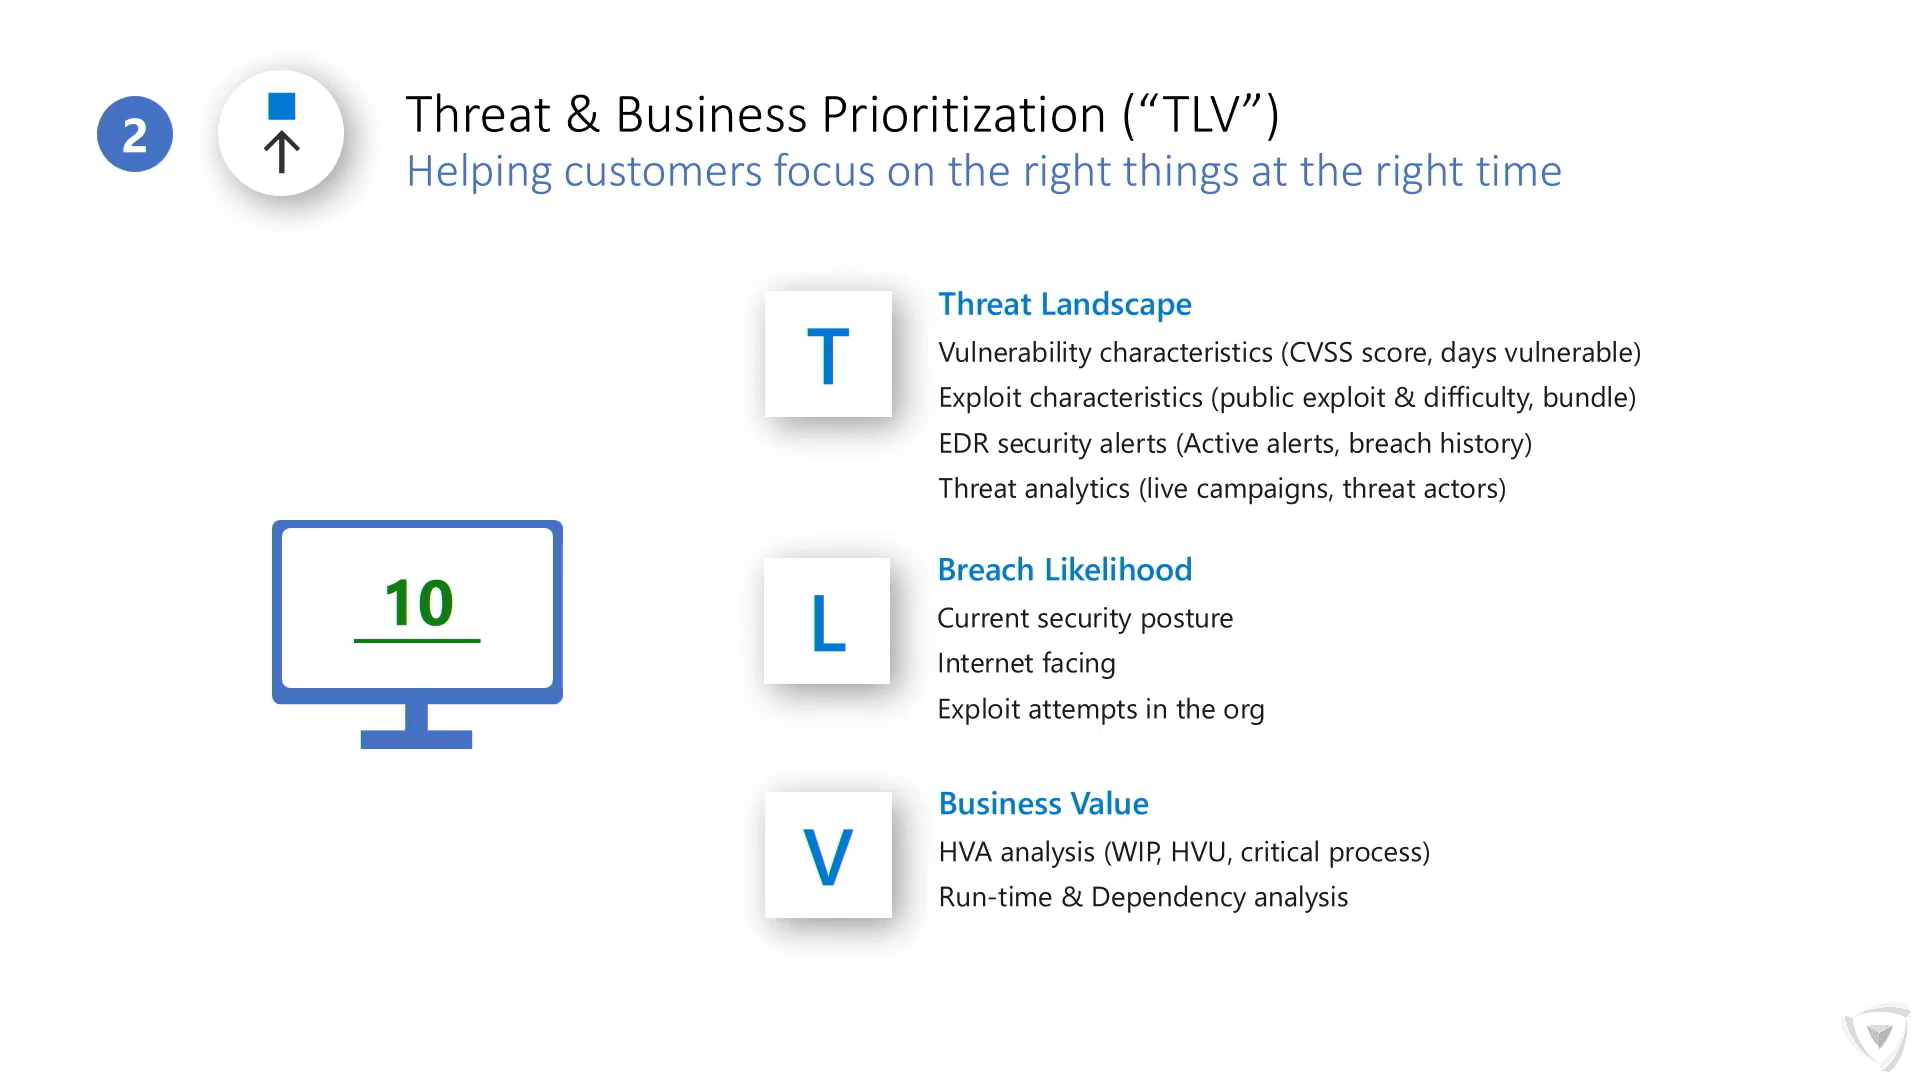 2
Threat & Business Prioritization (“TLV”)
Helping customers focus on the right things at the right time
T
Threat Landscape
Vulnerability characteristics (CVSS score, days vulnerable)
Exploit characteristics (public exploit & difficulty, bundle)
EDR security alerts (Active alerts, breach history)
Threat analytics (live campaigns, threat actors)
10
L
Breach Likelihood
Current security posture
Internet facing
Exploit attempts in the org
V
Business Value
HVA analysis (WIP, HVU, critical process)
Run-time & Dependency analysis